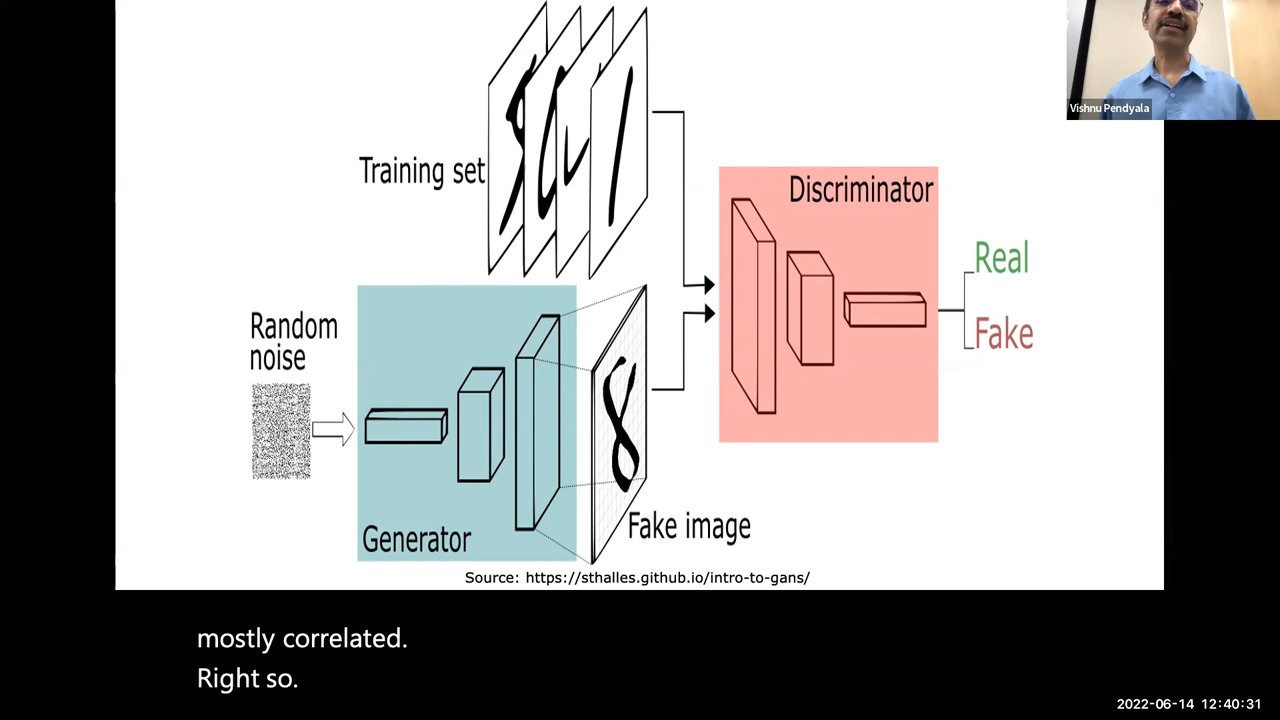 Vishnu Pendyala
Training set
Discriminator
Real
Fake
Random
noise
8
Fake image
Generator
Source: https://sthalles.github.io/intro-to-gans/
mostly correlated.
Right so.
2022-06-14 12:40:31